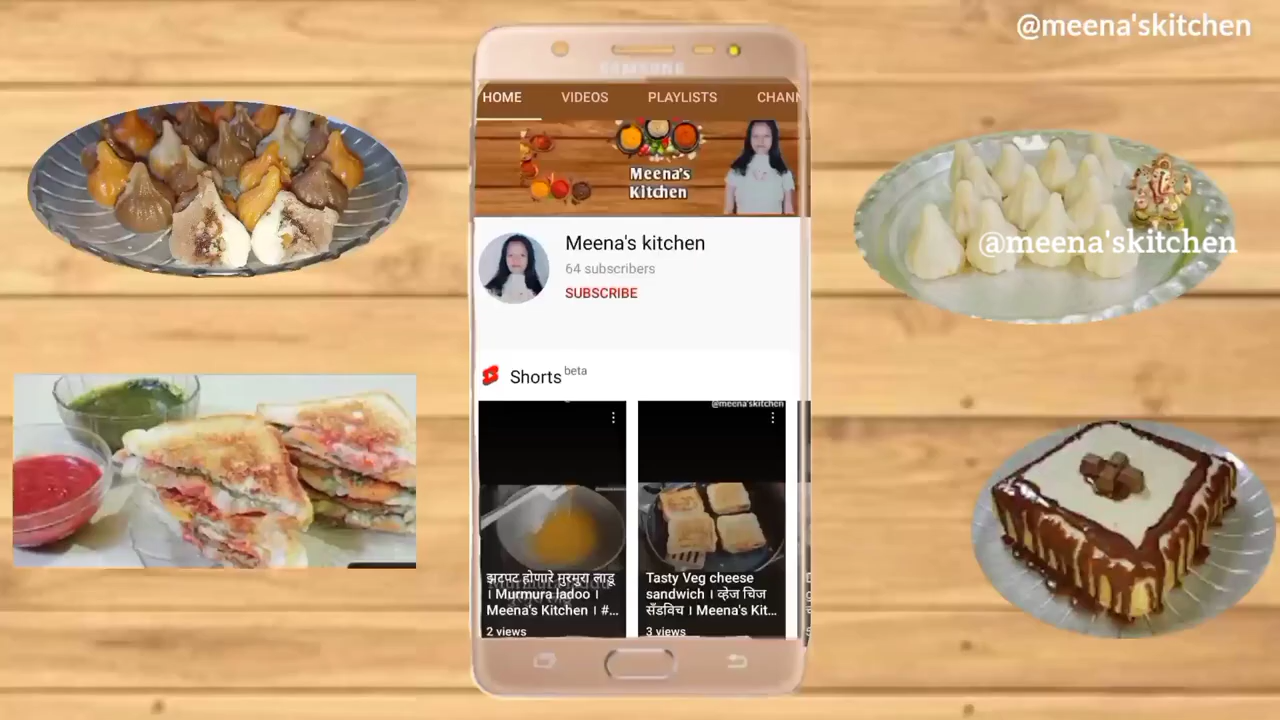 @meena'skitchen
SAMSUNG
HOME VIDEOS PLAYLISTS CHANN
Meena's
Kitchen
Meena's kitchen
64 subscribers
SUBSCRIBE
@meena'skitchen
Shorts beta
@meena'skitchen
झटपट होणारे मुरमुरा लाडू
। Murmura ladoo ।
Meena's Kitchen । #...
2 views
Tasty Veg cheese
sandwich । व्हेज चिज
सँडविच । Meena's Kit...
3 views